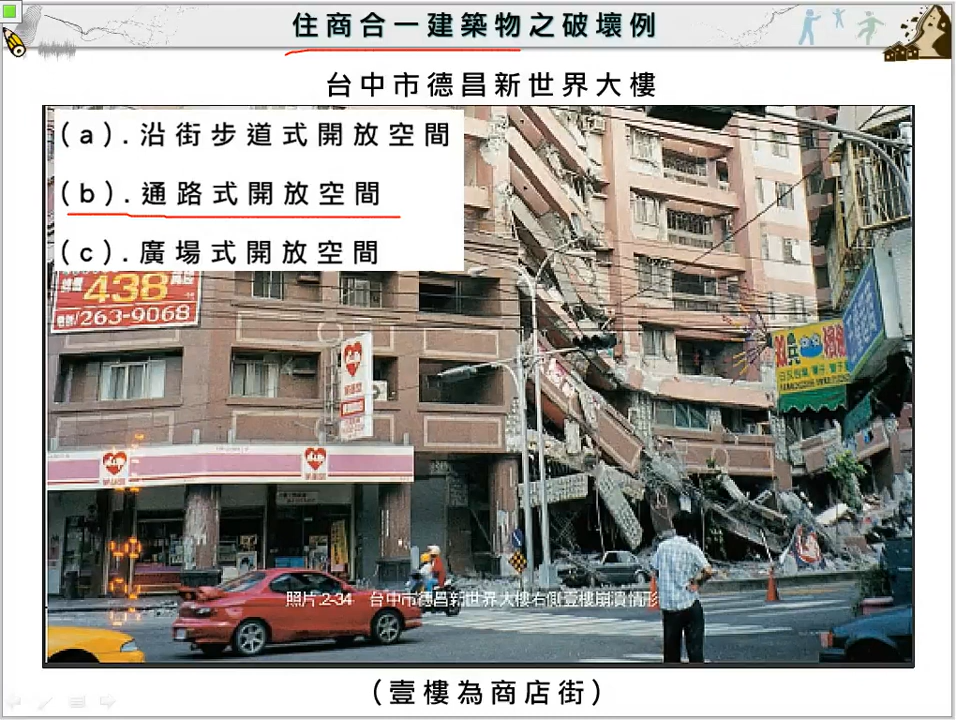 住商合一建築物之破壞例
台中市德昌新世界大樓
(a).沿街步道式開放空間
(b).通路式開放空間
(c).廣場式開放空間
438
263-9068
照片2-34 台中市德昌新世界大樓右側壹樓崩潰情形
(壹樓為商店街)